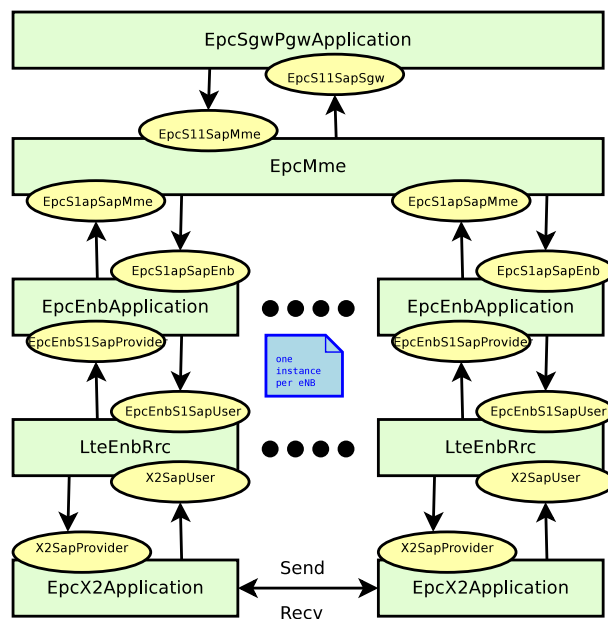 EpcSgwPgwApplication
EpcS11SapSgw
EpcS11SapMme
EpcMme
EpcS1apSapMme
EpcS1apSapMme
EpcS1apSapEnb
EpcS1apSapEnb
EpcEnbApplication
EpcEnbApplication
EpcEnbS1SapProvider
EpcEnbS1SapProvider
one
instance
per eNB
EpcEnbS1SapUser
EpcEnbS1SapUser
LteEnbRrc
LteEnbRrc
X2SapUser
X2SapUser
X2SapProvider
X2SapProvider
EpcX2Application
Send
Recv
EpcX2Application